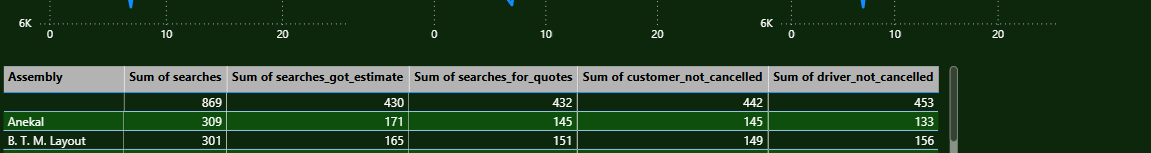 6K 6K
0 10 20 0 10 20 0 10 20
Assembly Sum of searches Sum of searches_got_estimate Sum of searches_for_quotes Sum of customer_not_cancelled Sum of driver_not_cancelled
869 430 432 442 453
Anekal 309 171 145 145 133
B. T. M. Layout 301 165 151 149 156